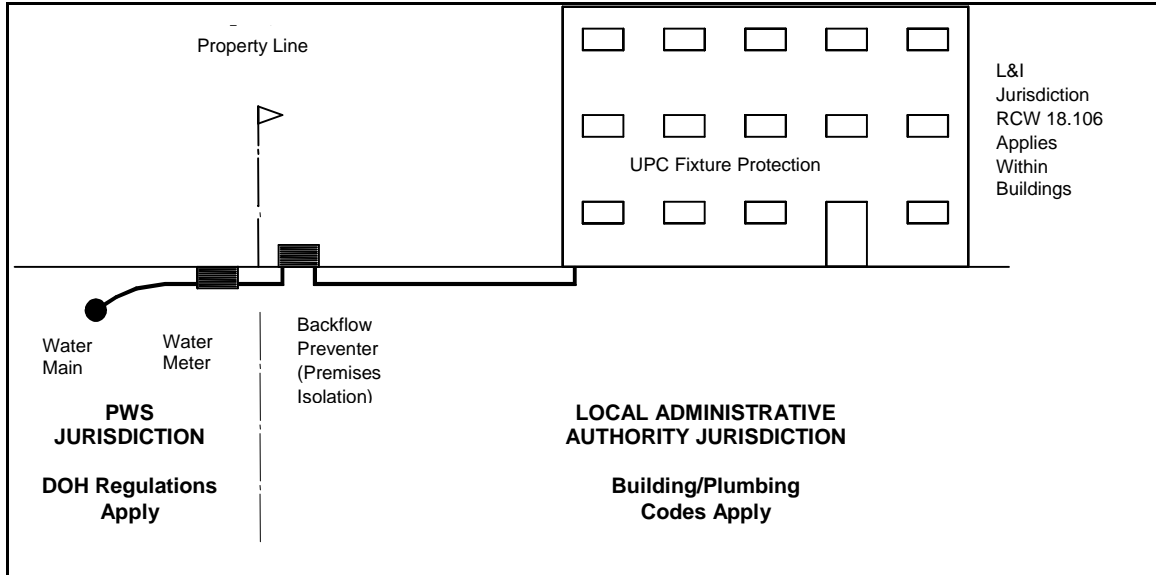 Property Line
L&I
Jurisdiction
RCW 18.106
Applies
Within
Buildings
UPC Fixture Protection
Water
Main
Water
Meter
Backflow
Preventer
(Premises
Isolation)
PWS
JURISDICTION
DOH Regulations
Apply
LOCAL ADMINISTRATIVE
AUTHORITY JURISDICTION
Building/Plumbing
Codes Apply